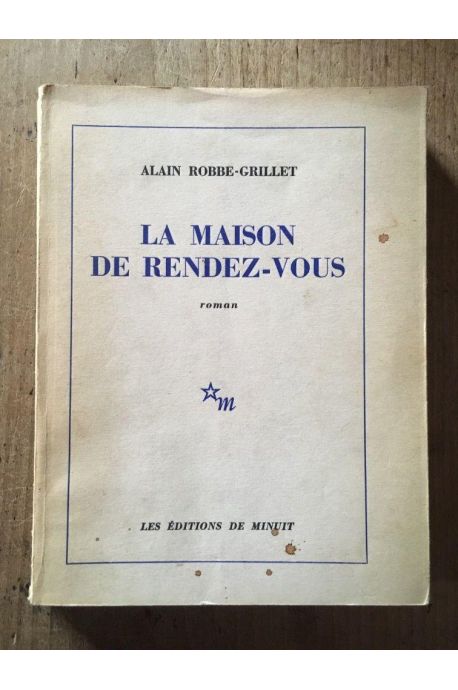 ALAIN ROBBE-GRILLET
LA MAISON
DE RENDEZ-VOUS
roman
m
LES ÉDITIONS DE MINUIT